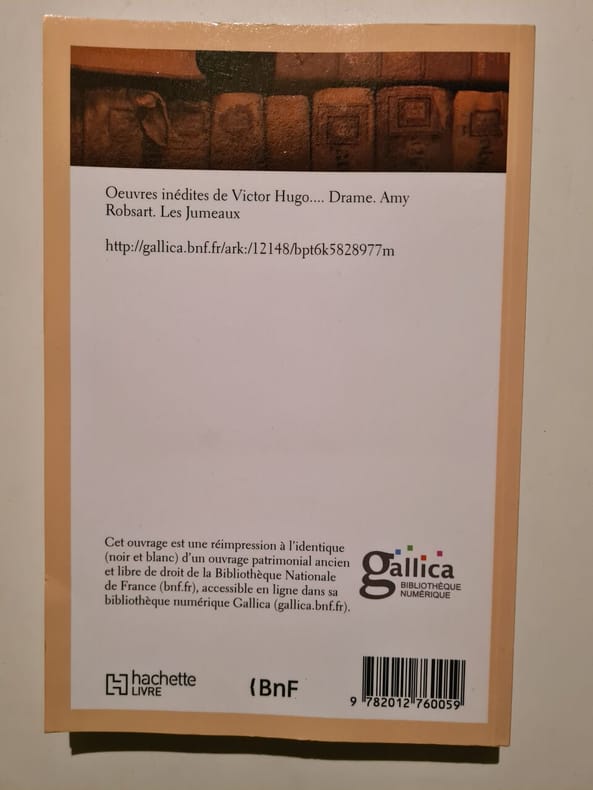 Oeuvres inédites de Victor Hugo.... Drame. Amy
Robsart. Les Jumeaux
http://gallica.bnf.fr/ark:/12148/bpt6k5828977m
Cet ouvrage est une réimpression à l'identique
(noir et blanc) d'un ouvrage patrimonial ancien
et libre de droit de la Bibliothèque Nationale
de France (bnf.fr), accessible en ligne dans sa
bibliothèque numérique Gallica (gallica.bnf.fr).
gallica
BIBLIOTHÈQUE
NUMÉRIQUE
hachette
LIVRE
(BnF
9 782012 760059